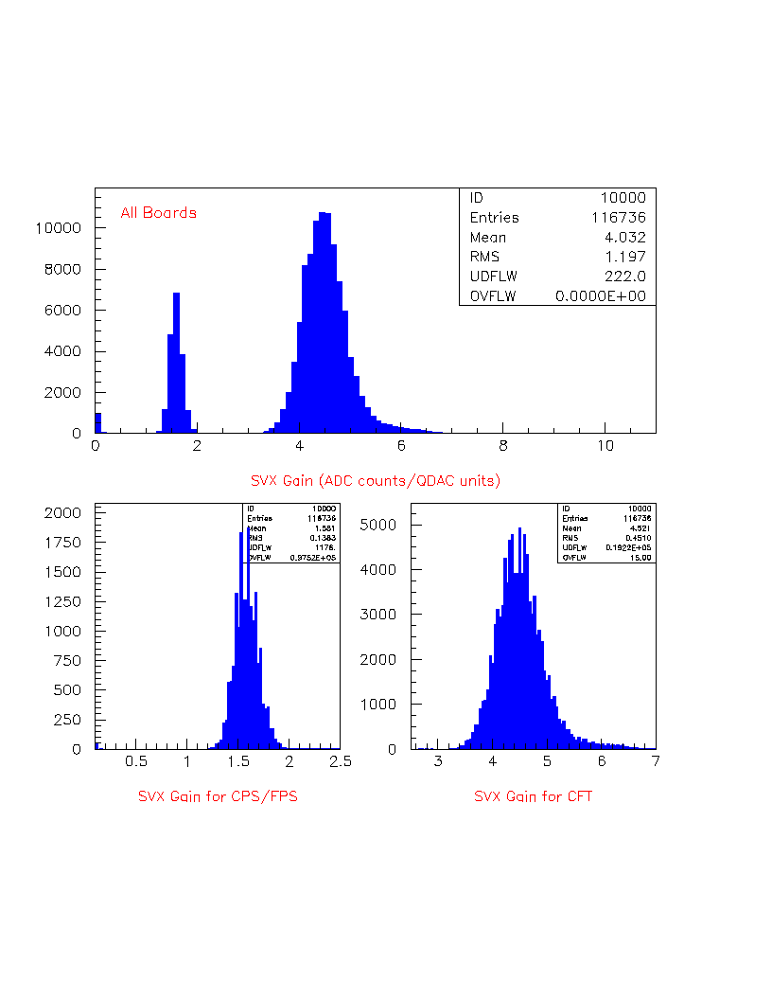 All Boards
ID 10000
Entries 116736
Mean 4.032
RMS 1.197
UDFLW 222.0
OVFLW 0.0000E+00
10000
8000
6000
4000
2000
0
0 2 4 6 8 10
SVX Gain (ADC counts/QDAC units)
ID 10000
Entries 116736
Mean 1.581
RMS 0.1383
UDFLW 1178.
OVFLW 0.9752E+05
2000
1750
1500
1250
1000
750
500
250
0
0.5 1 1.5 2 2.5
SVX Gain for CPS/FPS
ID 10000
Entries 116736
Mean 4.521
RMS 0.4510
UDFLW 0.1922E+05
OVFLW 15.00
5000
4000
3000
2000
1000
0
3 4 5 6 7
SVX Gain for CFT